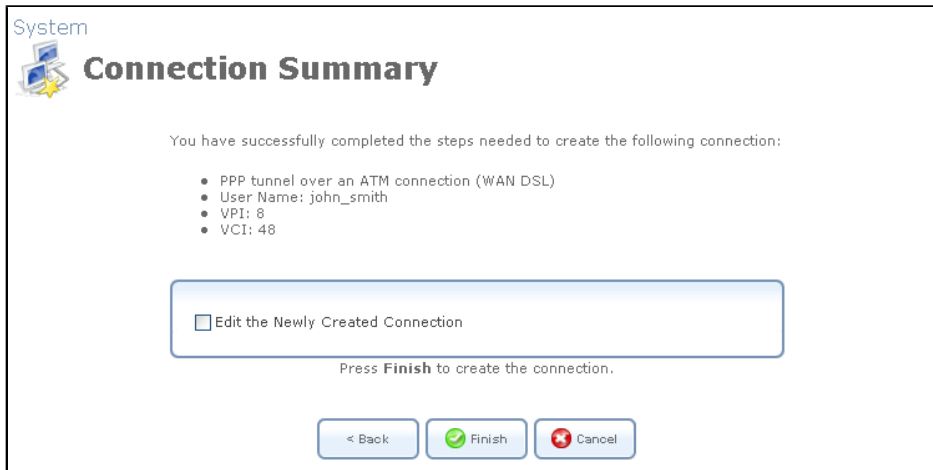 System
Connection Summary
You have successfully completed the steps needed to create the following connection:
● PPP tunnel over an ATM connection (WAN DSL)
● User Name: john_smith
● VPI: 8
● VCI: 48
Edit the Newly Created Connection
Press Finish to create the connection.
< Back Finish Cancel